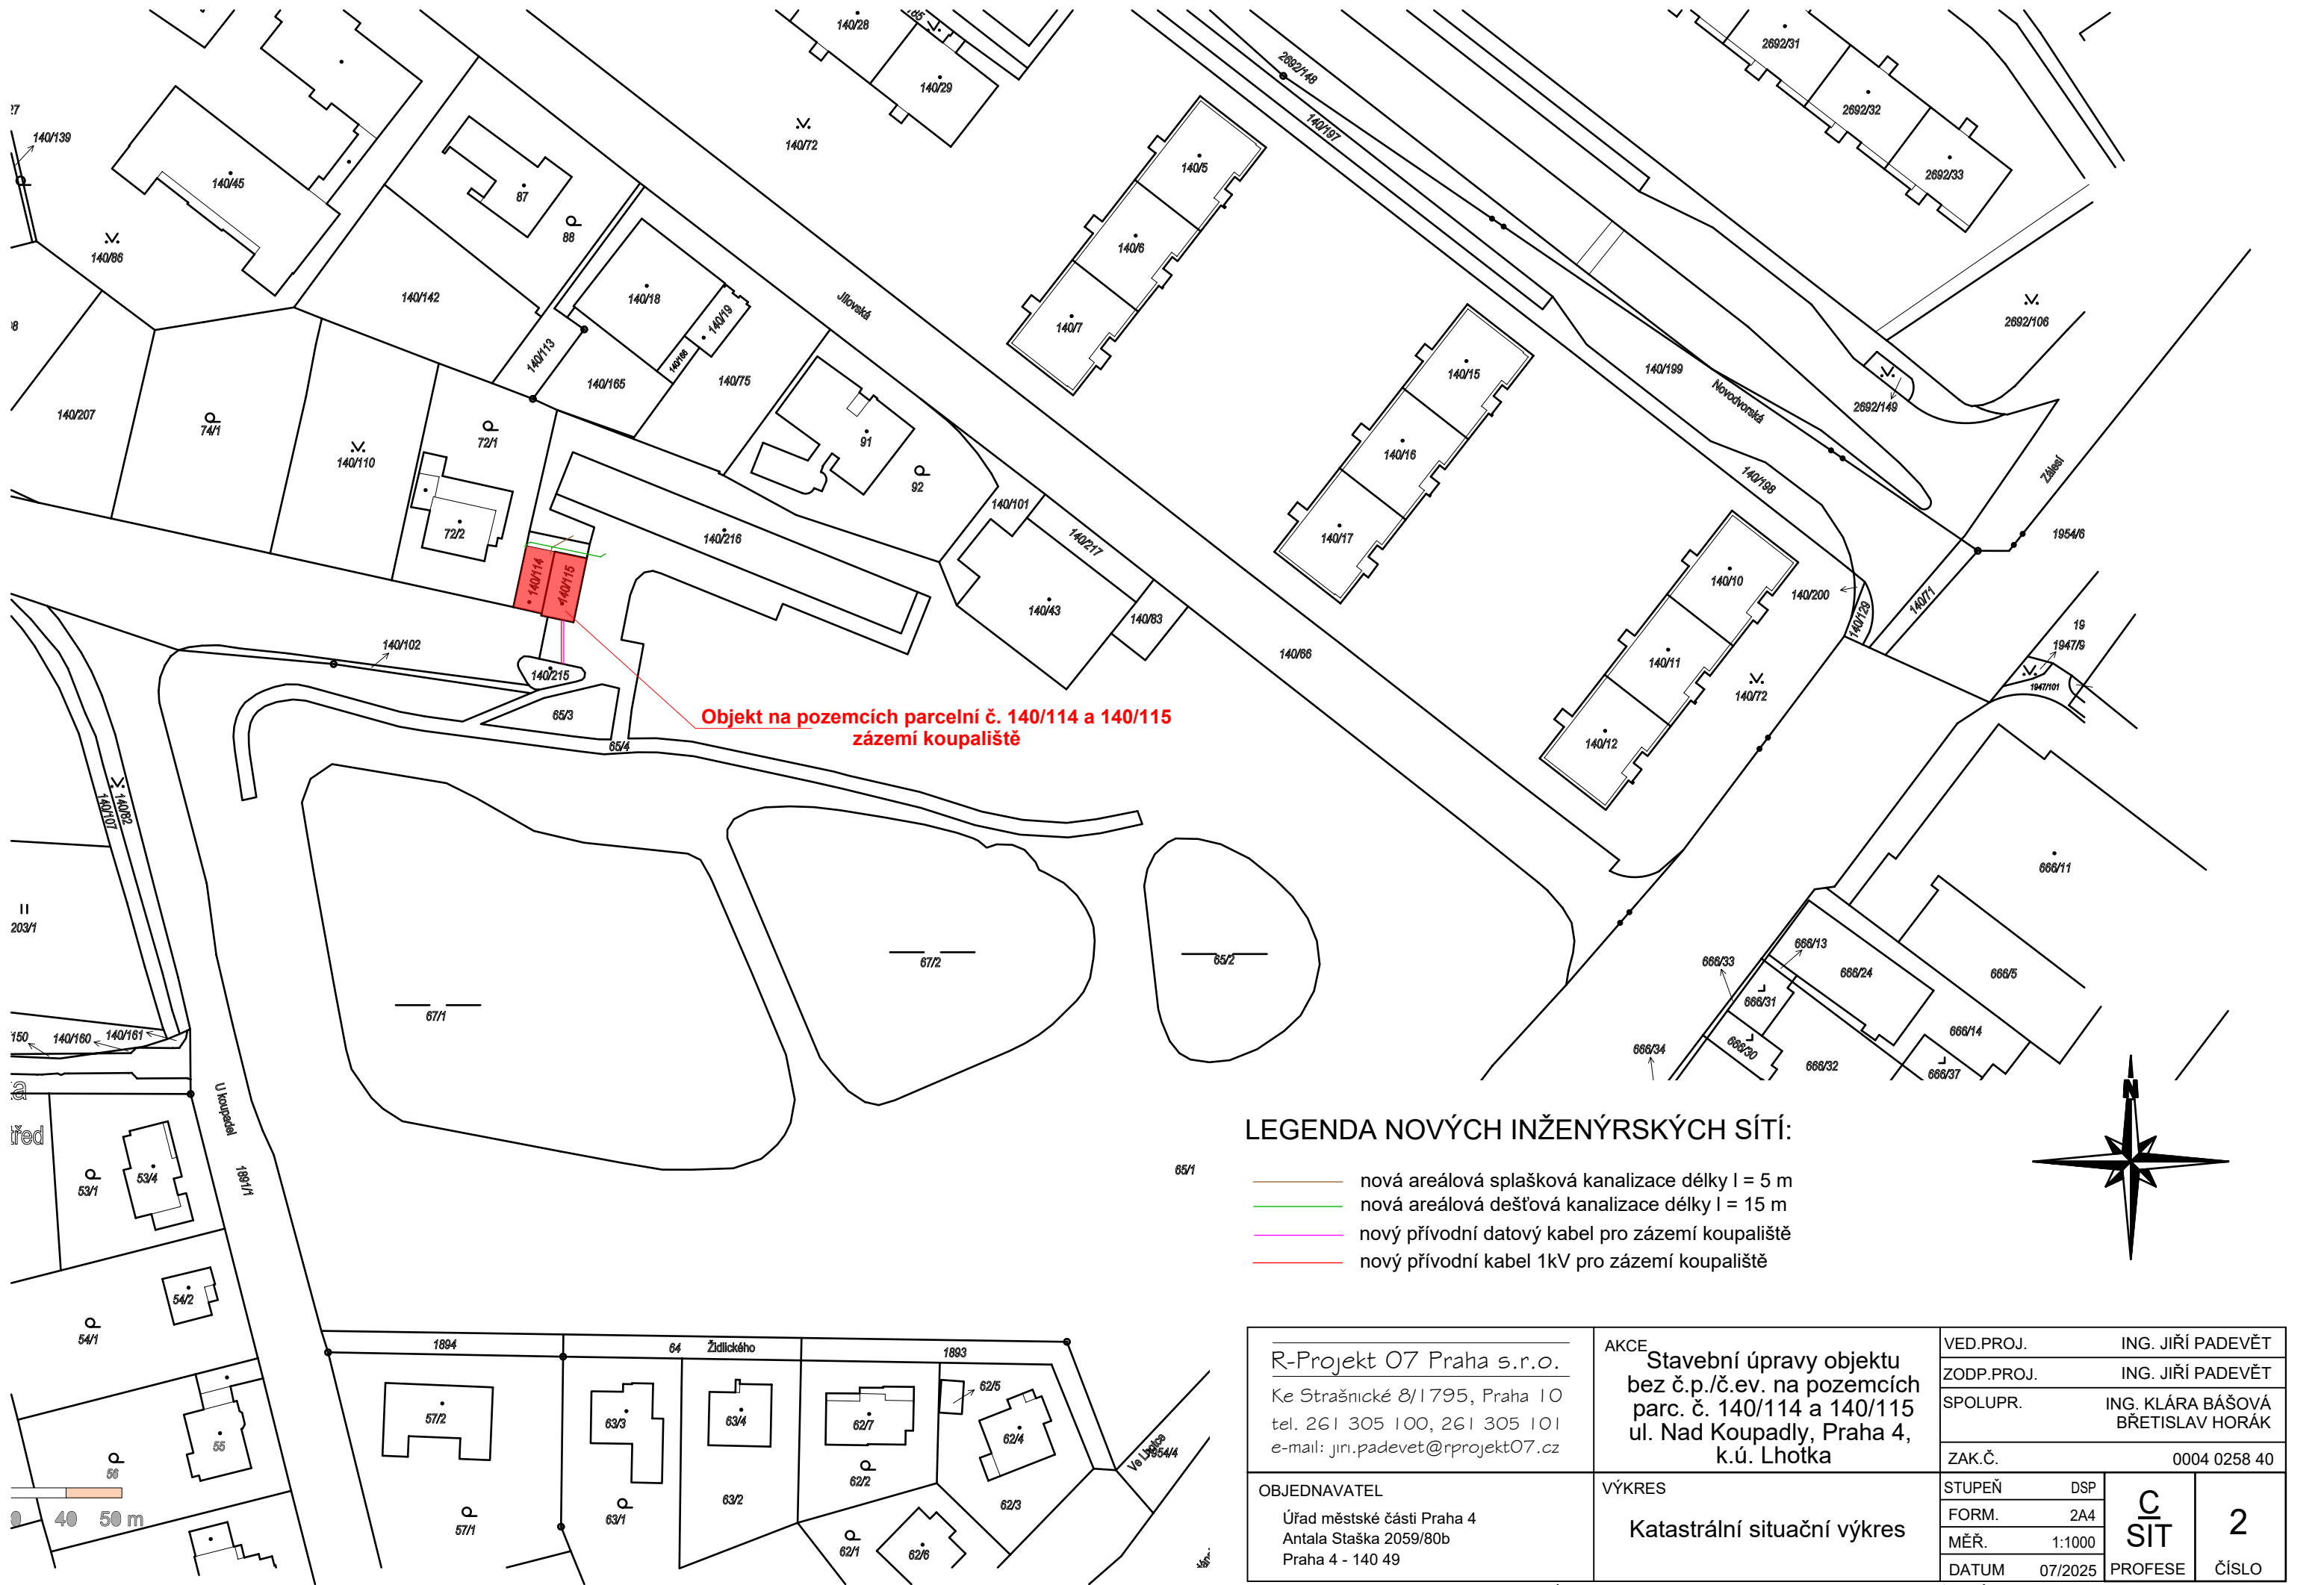 140/28
140/29
2692/148
2692/31
2692/32
2692/33
140/139
140/45
140/72
140/197
140/5
140/6
140/7
87
88
140/86
140/142
140/18
140/19
Jílovská
140/113
140/166
140/165
140/75
2692/106
140/15
140/199
Novodvorská
2692/149
140/16
140/17
140/198
Zálesí
1954/6
140/207
74/1
140/110
72/1
72/2
91
92
140/101
140/217
140/216
140/114
140/115
140/43
140/83
140/10
140/200
140/129
140/71
19
1947/9
1947/101
140/102
140/215
140/66
140/11
140/72
140/12
65/3
65/4
Objekt na pozemcích parcelní č. 140/114 a 140/115
zázemí koupaliště
140/107
140/82
203/1
67/1
67/2
65/2
666/11
666/13
666/33
666/24
666/5
666/31
666/14
666/34
666/30
666/32
666/37
140/160
140/161
U koupadel
1891/1
53/1
53/4
54/2
54/1
65/1
LEGENDA NOVÝCH INŽENÝRSKÝCH SÍTÍ:
nová areálová splašková kanalizace délky l = 5 m
nová areálová dešťová kanalizace délky l = 15 m
nový přívodní datový kabel pro zázemí koupaliště
nový přívodní kabel 1kV pro zázemí koupaliště
N
1894
64
Židlického
1893
62/5
57/2
63/3
63/4
62/7
62/4
Ve Lhotce
55
56
62/2
63/2
62/3
63/1
57/1
62/1
62/6
40
50 m
R-Projekt 07 Praha s.r.o.
Ke Strašnické 8/1795, Praha 10
tel. 261 305 100, 261 305 101
e-mail: jiri.padevet@rprojekt07.cz
AKCE
Stavební úpravy objektu
bez č.p./č.ev. na pozemcích
parc. č. 140/114 a 140/115
ul. Nad Koupadly, Praha 4,
k.ú. Lhotka
VED.PROJ. ING. JIŘÍ PADEVĚT
ZODP.PROJ. ING. JIŘÍ PADEVĚT
SPOLUPR. ING. KLÁRA BÁŠOVÁ
BŘETISLAV HORÁK
ZAK.Č. 0004 0258 40
OBJEDNAVATEL
Úřad městské části Praha 4
Antala Staška 2059/80b
Praha 4 - 140 49
VÝKRES
Katastrální situační výkres
STUPEŇ DSP
FORM. 2A4
MĚŘ. 1:1000
DATUM 07/2025
C
SIT
PROFESE
2
ČÍSLO